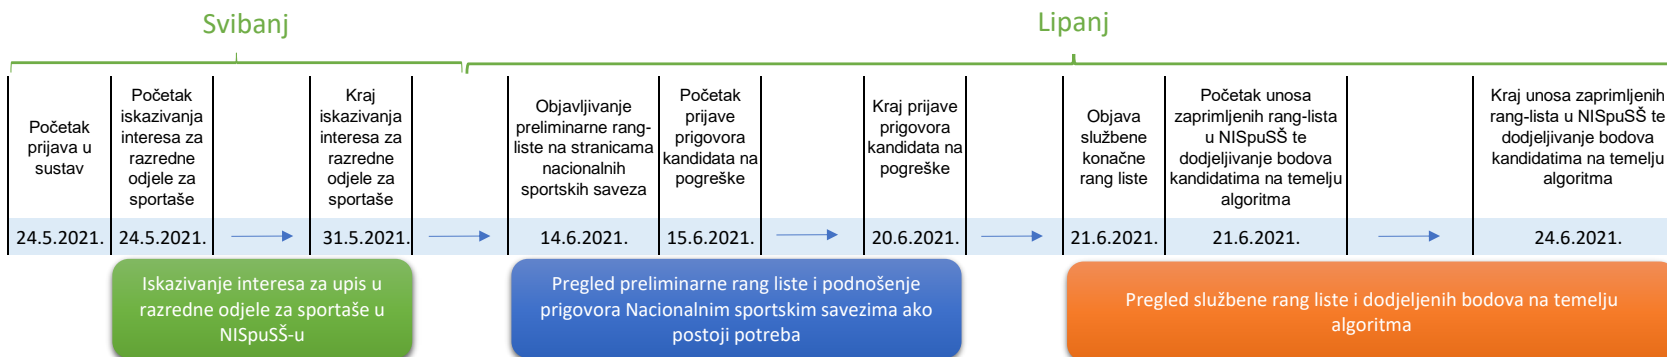 Svibanj
Lipanj
Početak
prijava u
sustav
Početak
iskazivanja
interesa za
razredne
odjele za
sportaše
Kraj
iskazivanja
interesa za
razredne
odjele za
sportaše
Objavljivanje
preliminarne rang-
liste na stranicama
nacionalnih
sportskih saveza
Početak
prijave
prigovora
kandidata na
pogreške
Kraj prijave
prigovora
kandidata na
pogreške
Objava
službene
konačne
rang liste
Početak unosa
zaprimljenih rang-lista
u NISpuSŠ te
dodjeljivanje bodova
kandidatima na temelju
algoritma
Kraj unosa zaprimljenih
rang-lista u NISpuSŠ te
dodjeljivanje bodova
kandidatima na temelju
algoritma
24.5.2021.
24.5.2021.
31.5.2021.
14.6.2021.
15.6.2021.
20.6.2021.
21.6.2021.
21.6.2021.
24.6.2021.
Iskazivanje interesa za upis u
razredne odjele za sportaše u
NISpuSŠ-u
Pregled preliminarne rang liste i podnošenje
prigovora Nacionalnim sportskim savezima ako
postoji potreba
Pregled službene rang liste i dodjeljenih bodova na temelju
algoritma